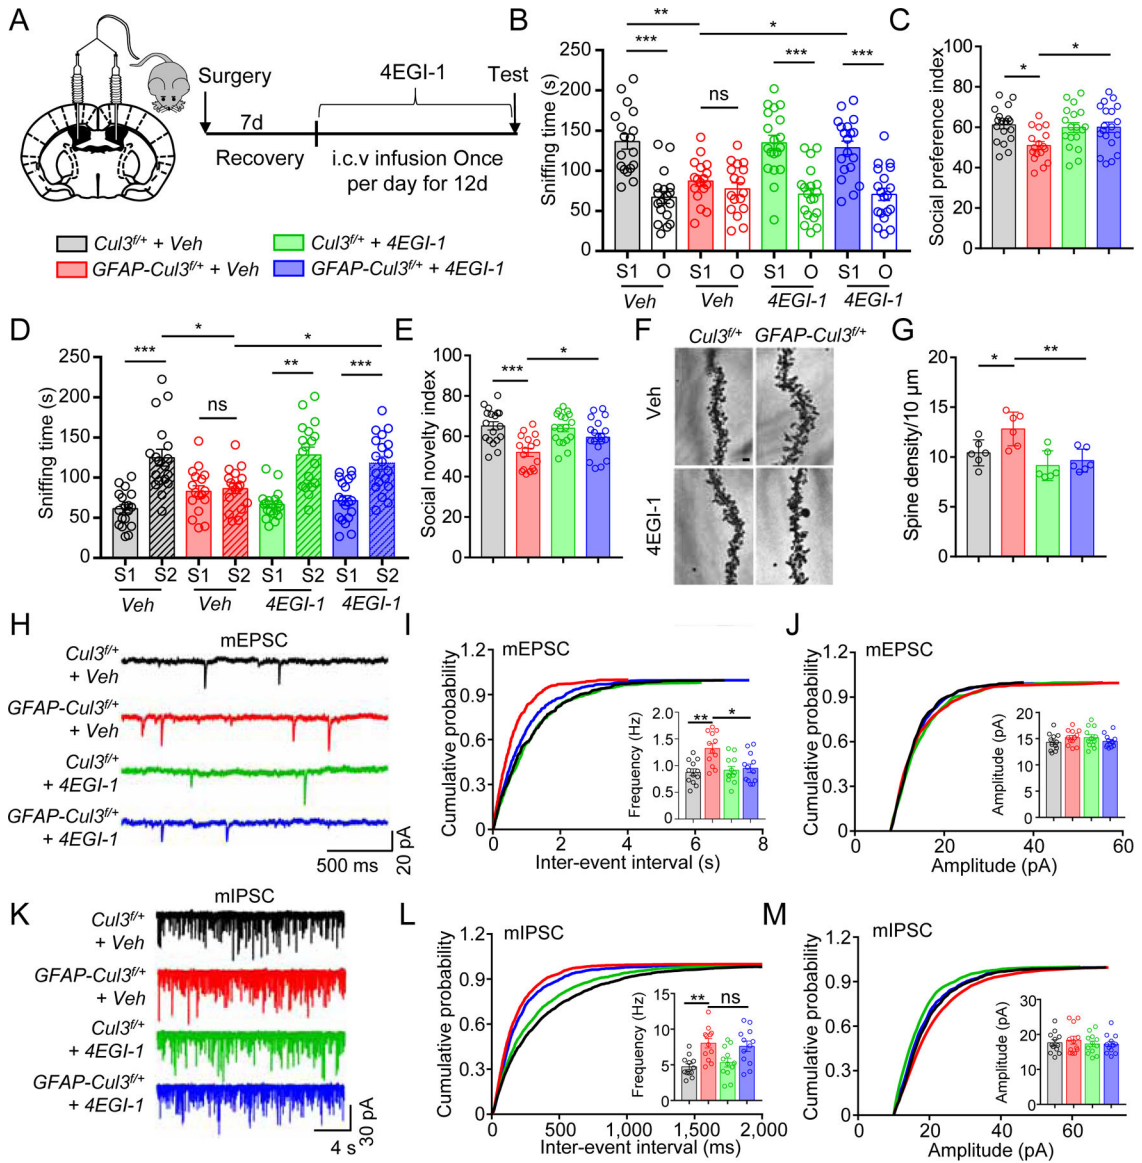 A
Surgery
4EGI-1
Test
7d
Recovery
i.c.v infusion Once
per day for 12d
Cul3f/+ + Veh
Cul3f/+ + 4EGI-1
GFAP-Cul3f/+ + Veh
GFAP-Cul3f/+ + 4EGI-1
B
Sniffing time (s)
250
200
150
100
50
0
**
*
***
ns
***
***
S1 O S1 O S1 O S1 O
Veh Veh 4EGI-1 4EGI-1
C
Social preference index
100
80
60
40
20
0
*
*
D
Sniffing time (s)
250
200
150
100
50
0
*
*
***
ns
**
***
S1 S2 S1 S2 S1 S2 S1 S2
Veh Veh 4EGI-1 4EGI-1
E
Social novelty index
100
80
60
40
20
0
***
*
F
Cul3f/+ GFAP-Cul3f/+
Veh
4EGI-1
G
Spine density/10 µm
20
15
10
5
0
*
**
H
mEPSC
Cul3f/+
+ Veh
GFAP-Cul3f/+
+ Veh
Cul3f/+
+ 4EGI-1
GFAP-Cul3f/+
+ 4EGI-1
500 ms
20 pA
I
mEPSC
Cumulative probability
1.2
0.9
0.6
0.3
0
0 2 4 6 8
Inter-event interval (s)
Frequency (Hz)
2.0
1.5
1.0
0.5
0
**
*
J
mEPSC
Cumulative probability
1.2
0.9
0.6
0.3
0
0 20 40 60
Amplitude (pA)
Amplitude (pA)
20
15
10
5
0
K
mIPSC
Cul3f/+
+ Veh
GFAP-Cul3f/+
+ Veh
Cul3f/+
+ 4EGI-1
GFAP-Cul3f/+
+ 4EGI-1
4 s
30 pA
L
mIPSC
Cumulative probability
1.2
0.9
0.6
0.3
0
0 500 1,000 1,500 2,000
Inter-event interval (ms)
Frequency (Hz)
15
10
5
0
**
ns
M
mIPSC
Cumulative probability
1.2
0.9
0.6
0.3
0
0 20 40 60
Amplitude (pA)
Amplitude (pA)
30
20
10
0